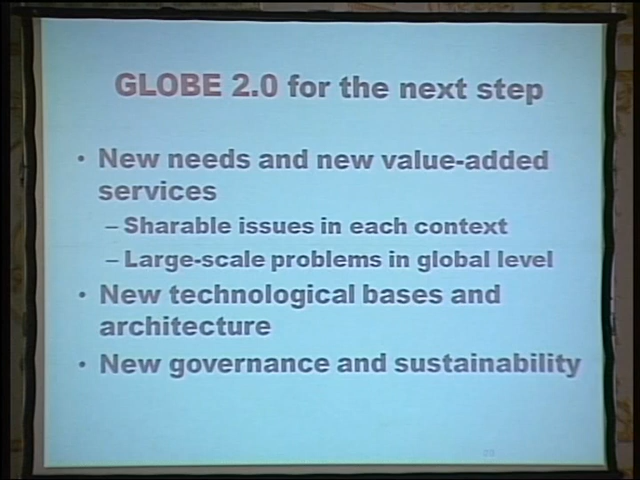 GLOBE 2.0 for the next step
• New needs and new value-added
services
– Sharable issues in each context
– Large-scale problems in global level
• New technological bases and
architecture
• New governance and sustainability
20